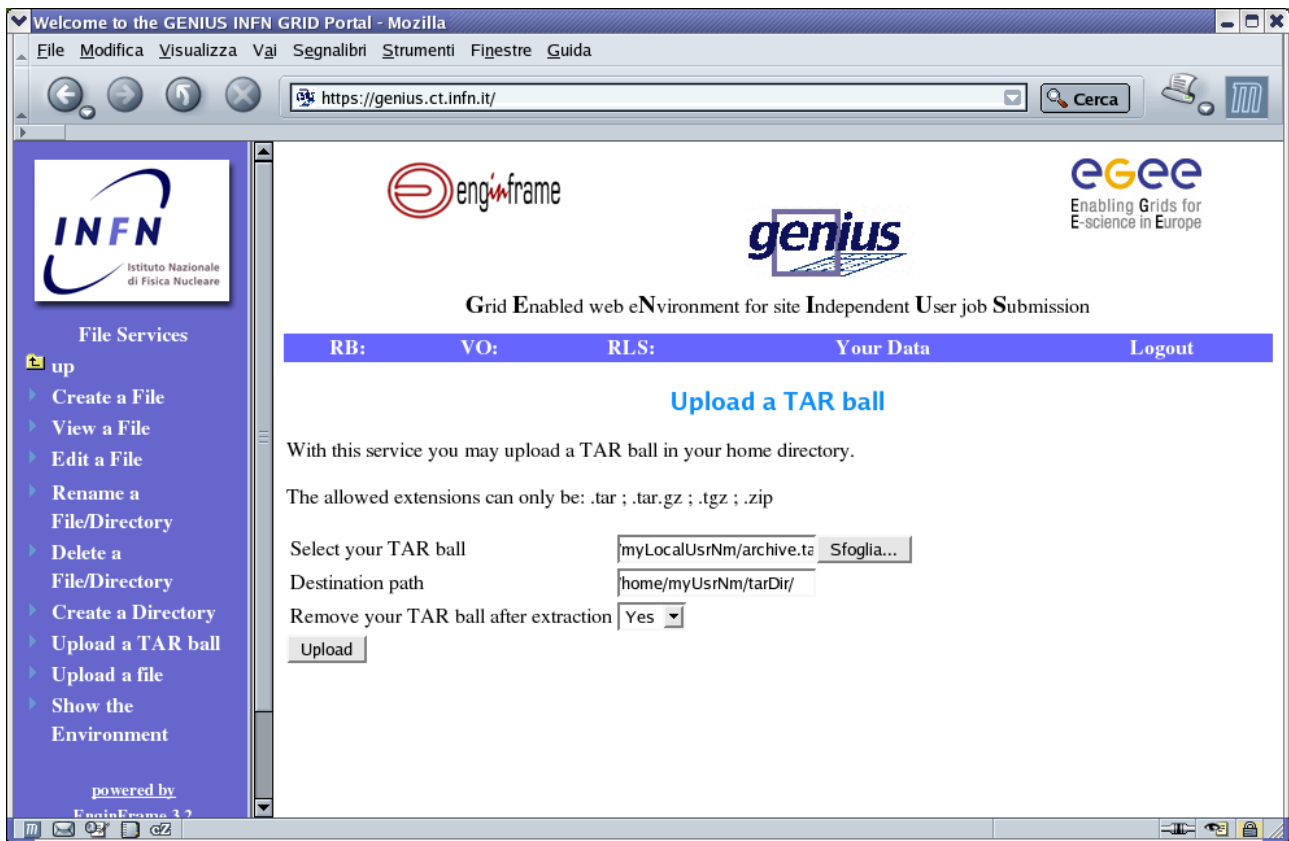 Welcome to the GENIUS INFN GRID Portal - Mozilla
File Modifica Visualizza Vai Segnalibri Strumenti Finestre Guida
https://genius.ct.infn.it/
Cerca
INFN
Istituto Nazionale
di Fisica Nucleare
File Services
up
Create a File
View a File
Edit a File
Rename a
File/Directory
Delete a
File/Directory
Create a Directory
Upload a TAR ball
Upload a file
Show the
Environment
powered by
EnginFrame 3.2
enginframe
genius
eGee
Enabling Grids for
E-science in Europe
Grid Enabled web eNvironment for site Independent User job Submission
RB: VO: RLS: Your Data Logout
Upload a TAR ball
With this service you may upload a TAR ball in your home directory.
The allowed extensions can only be: .tar ; .tar.gz ; .tgz ; .zip
Select your TAR ball /myLocalUsrNm/archive.ta Sfoglia...
Destination path /home/myUsrNm/tarDir/
Remove your TAR ball after extraction Yes
Upload